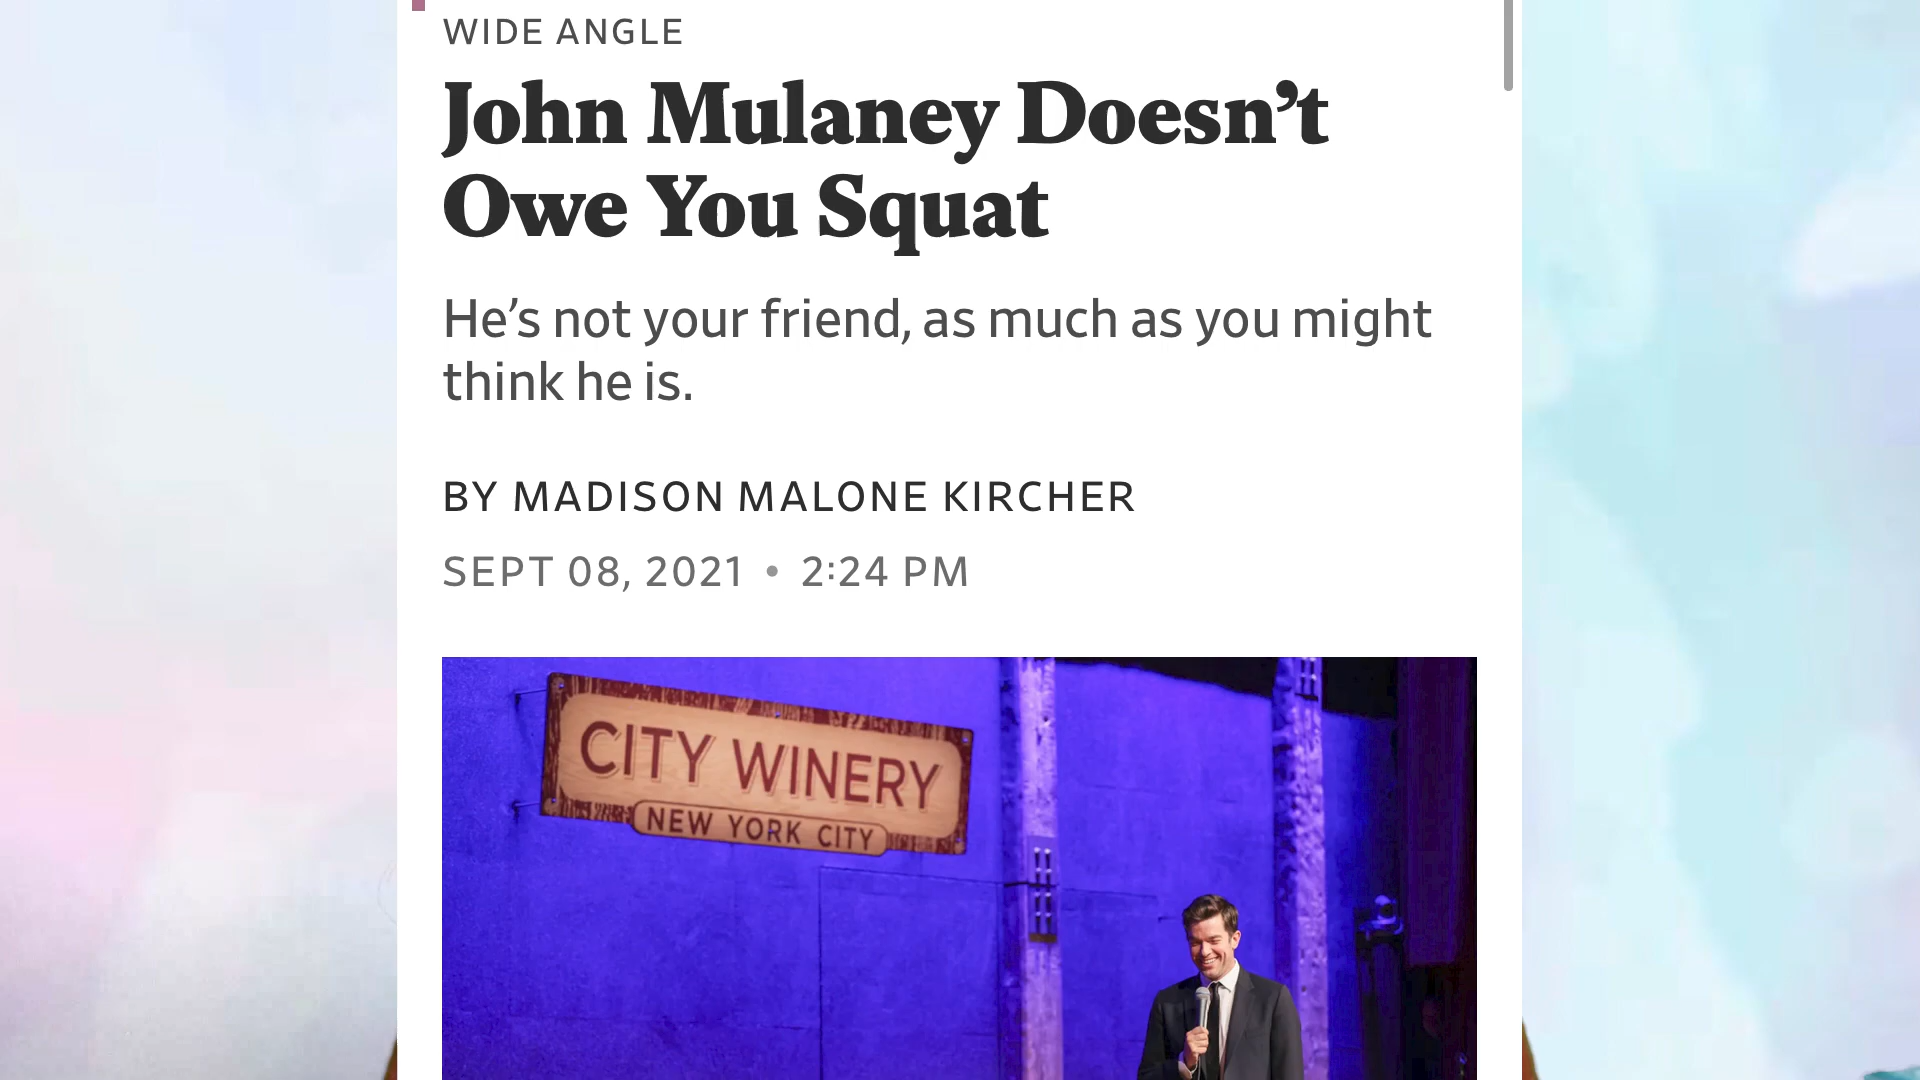 WIDE ANGLE
John Mulaney Doesn’t
Owe You Squat
He’s not your friend, as much as you might
think he is.
BY MADISON MALONE KIRCHER
SEPT 08, 2021 • 2:24 PM
CITY WINERY
NEW YORK CITY